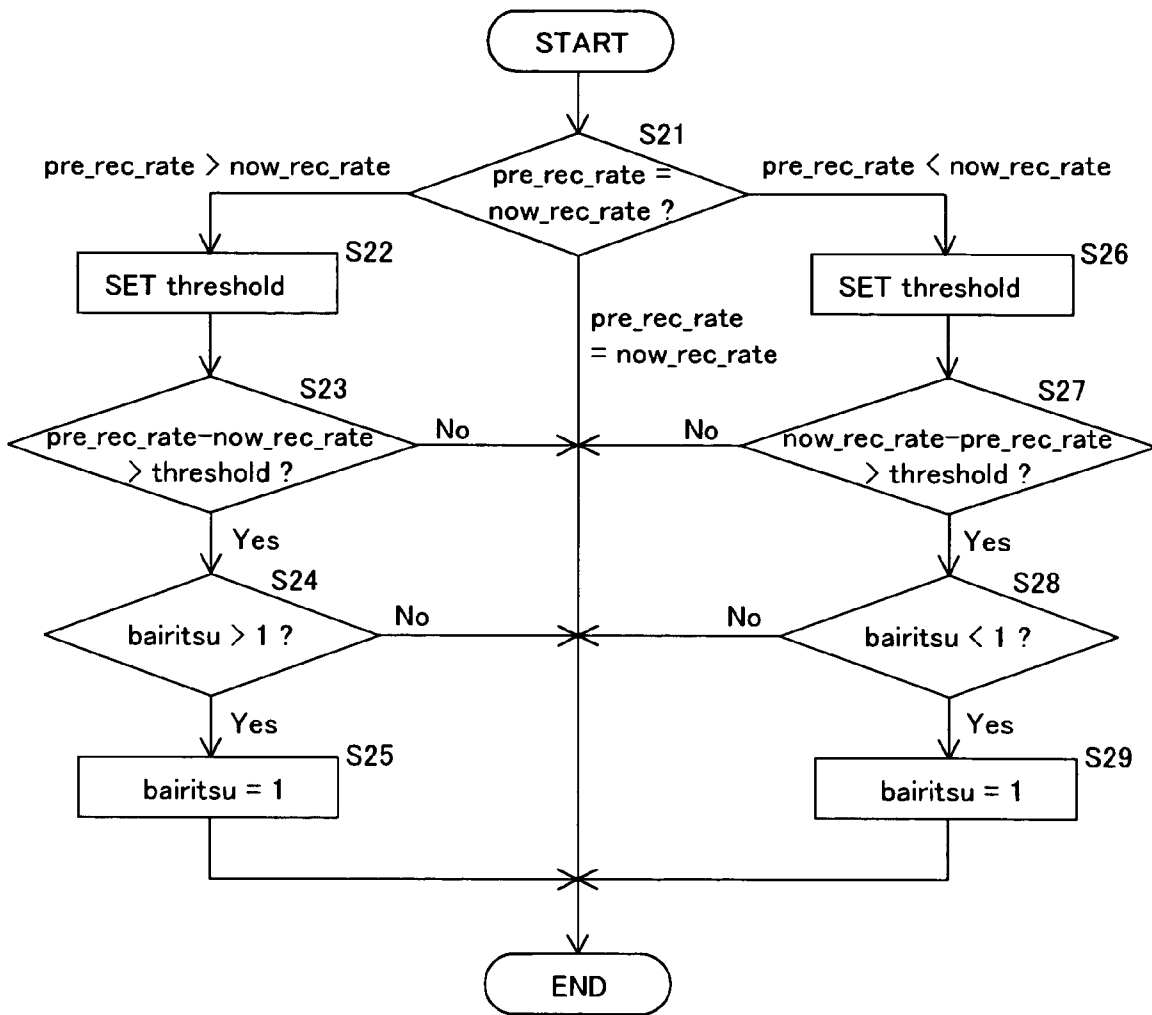 START
S21
pre_rec_rate > now_rec_rate
pre_rec_rate =
now_rec_rate ?
pre_rec_rate < now_rec_rate
S22
SET threshold
S26
SET threshold
pre_rec_rate
= now_rec_rate
S23
pre_rec_rate-now_rec_rate
> threshold ?
No
S27
now_rec_rate-pre_rec_rate
> threshold ?
No
Yes
Yes
S24
bairitsu > 1 ?
No
S28
bairitsu < 1 ?
No
Yes
Yes
S25
bairitsu = 1
S29
bairitsu = 1
END